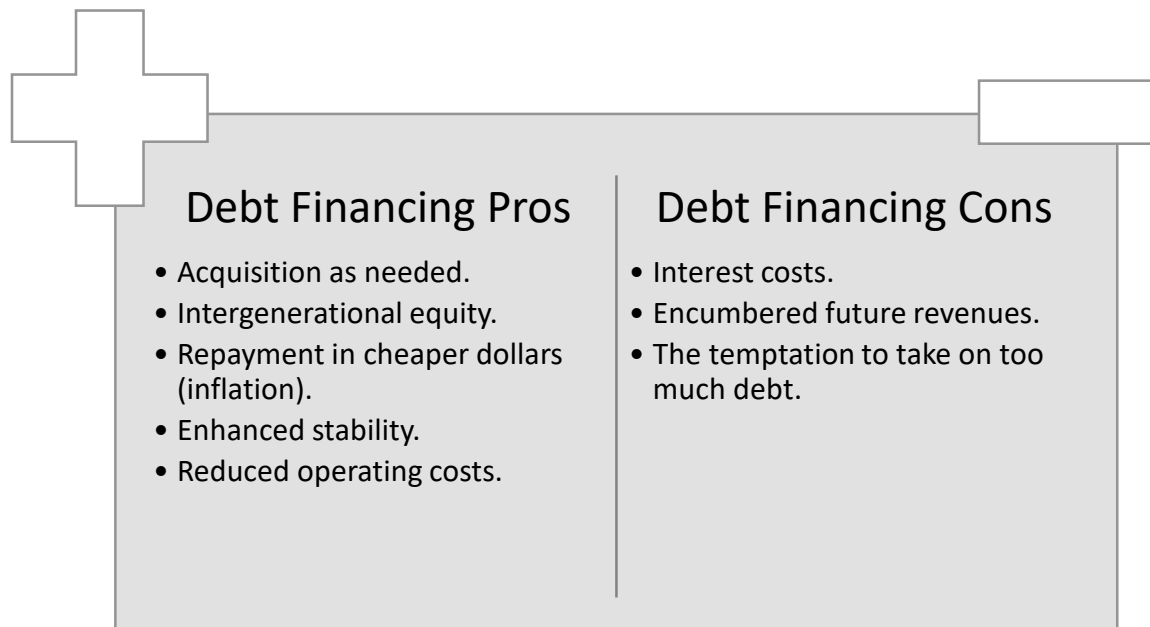 Debt Financing Pros
• Acquisition as needed.
• Intergenerational equity.
• Repayment in cheaper dollars
(inflation).
• Enhanced stability.
• Reduced operating costs.
Debt Financing Cons
• Interest costs.
• Encumbered future revenues.
• The temptation to take on too
much debt.